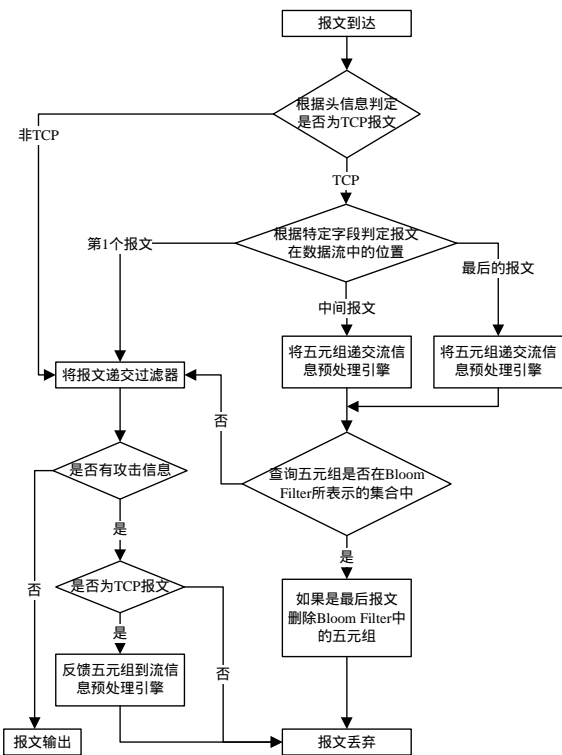 报文到达
根据头信息判定
是否为TCP报文
非TCP
TCP
根据特定字段判定报文
在数据流中的位置
第1个报文
最后的报文
中间报文
将五元组递交流信
息预处理引擎
将五元组递交流信
息预处理引擎
将报文递交过滤器
否
查询五元组是否在Bloom
Filter所表示的集合中
是否有攻击信息
是
是
否
是否为TCP报文
如果是最后报文
删除Bloom Filter中
的五元组
是
否
反馈五元组到流信
息预处理引擎
报文输出
报文丢弃